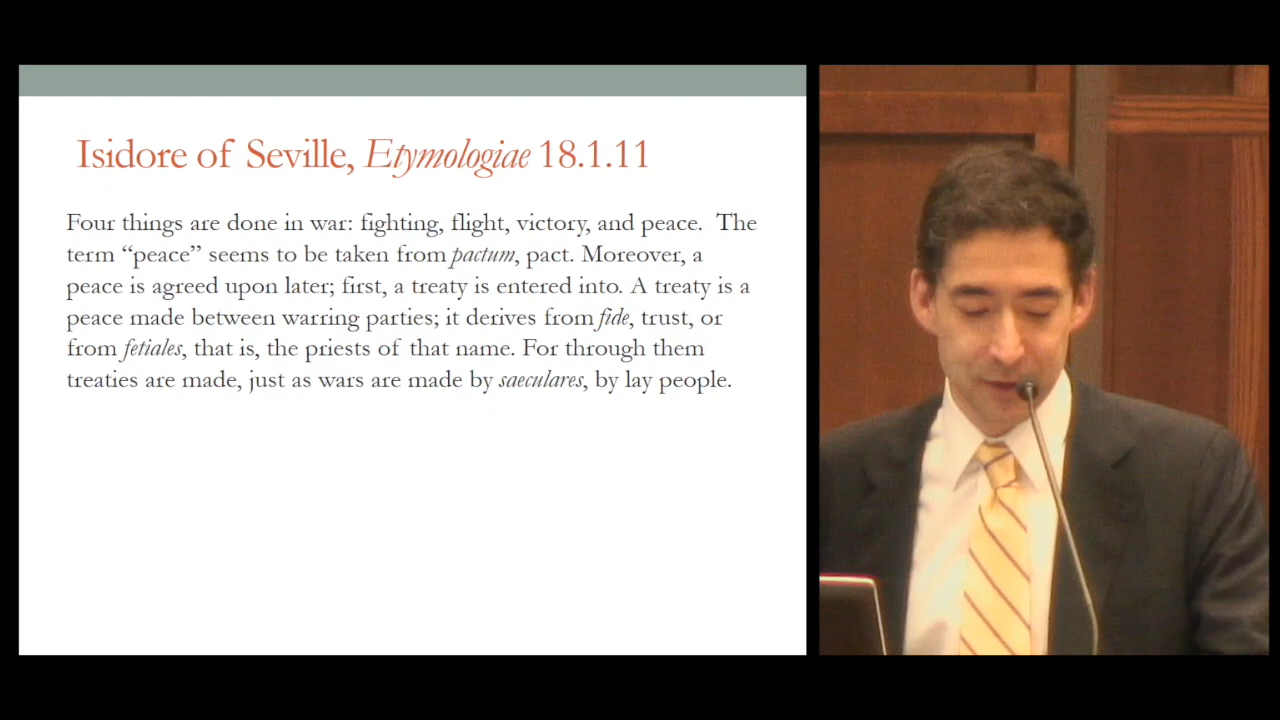 Isidore of Seville, Etymologiae 18.1.11
Four things are done in war: fighting, flight, victory, and peace.  The
term “peace” seems to be taken from pactum, pact. Moreover, a
peace is agreed upon later; first, a treaty is entered into. A treaty is a
peace made between warring parties; it derives from fide, trust, or
from fetiales, that is, the priests of that name. For through them
treaties are made, just as wars are made by saeculares, by lay people.